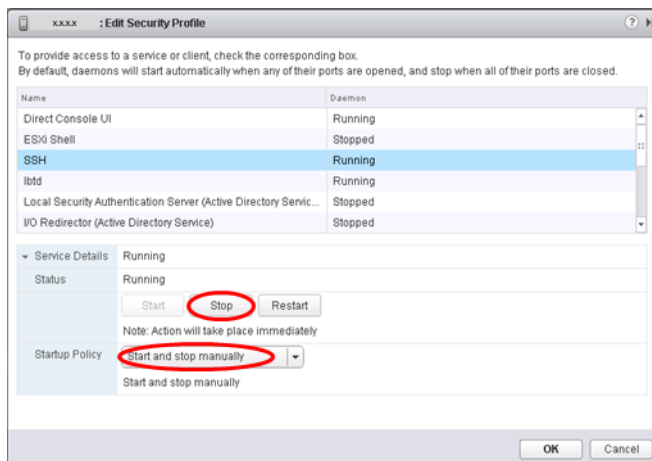 xxxx : Edit Security Profile ?
To provide access to a service or client, check the corresponding box.
By default, daemons will start automatically when any of their ports are opened, and stop when all of their ports are closed.
Name Daemon
Direct Console UI Running
ESXi Shell Stopped
SSH Running
lbtd Running
Local Security Authentication Server (Active Directory Servic... Stopped
I/O Redirector (Active Directory Service) Stopped
Service Details Running
Status Running
Start Stop Restart
Note: Action will take place immediately
Startup Policy Start and stop manually
Start and stop manually
OK Cancel